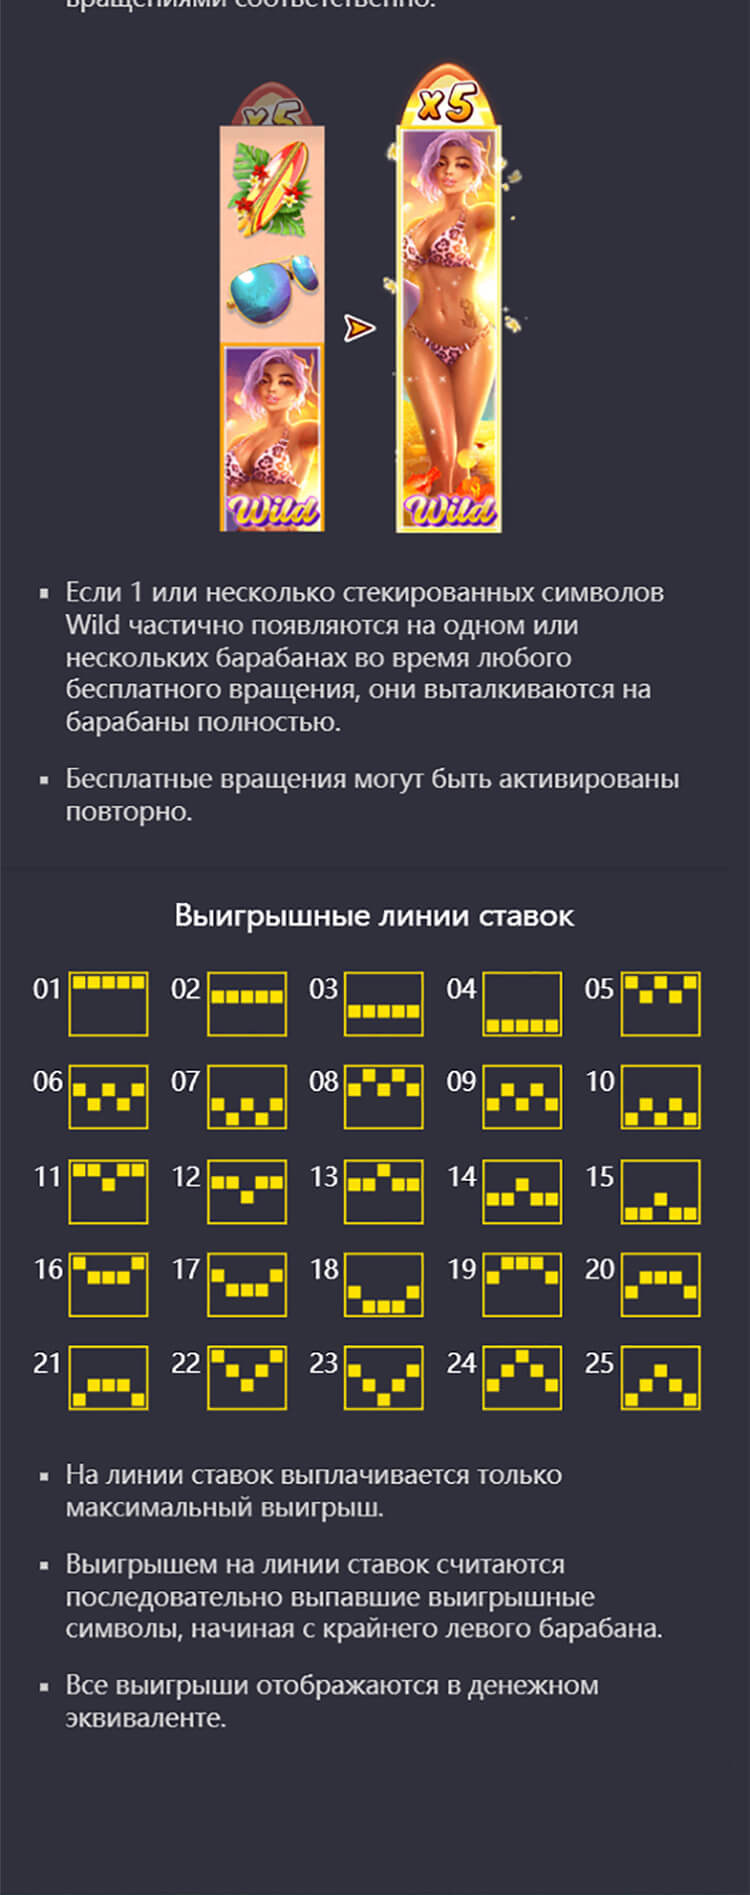 вращениями соответственно.
x5
x5
Wild
Wild
Если 1 или несколько стекированных символов
Wild частично появляются на одном или
нескольких барабанах во время любого
бесплатного вращения, они выталкиваются на
барабаны полностью.
Бесплатные вращения могут быть активированы
повторно.
Выигрышные линии ставок
01 02 03 04 05
06 07 08 09 10
11 12 13 14 15
16 17 18 19 20
21 22 23 24 25
На линии ставок выплачивается только
максимальный выигрыш.
Выигрышем на линии ставок считаются
последовательно выпавшие выигрышные
символы, начиная с крайнего левого барабана.
Все выигрыши отображаются в денежном
эквиваленте.